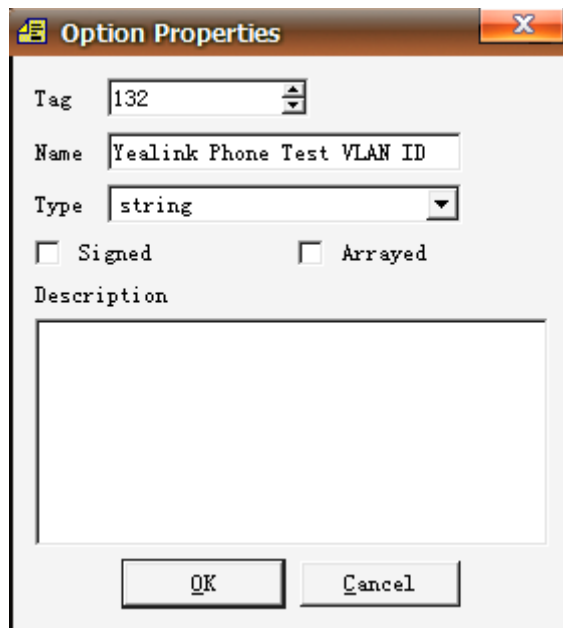 Option Properties
Tag 132
Name Yealink Phone Test VLAN ID
Type string
Signed Arrayed
Description
OK Cancel